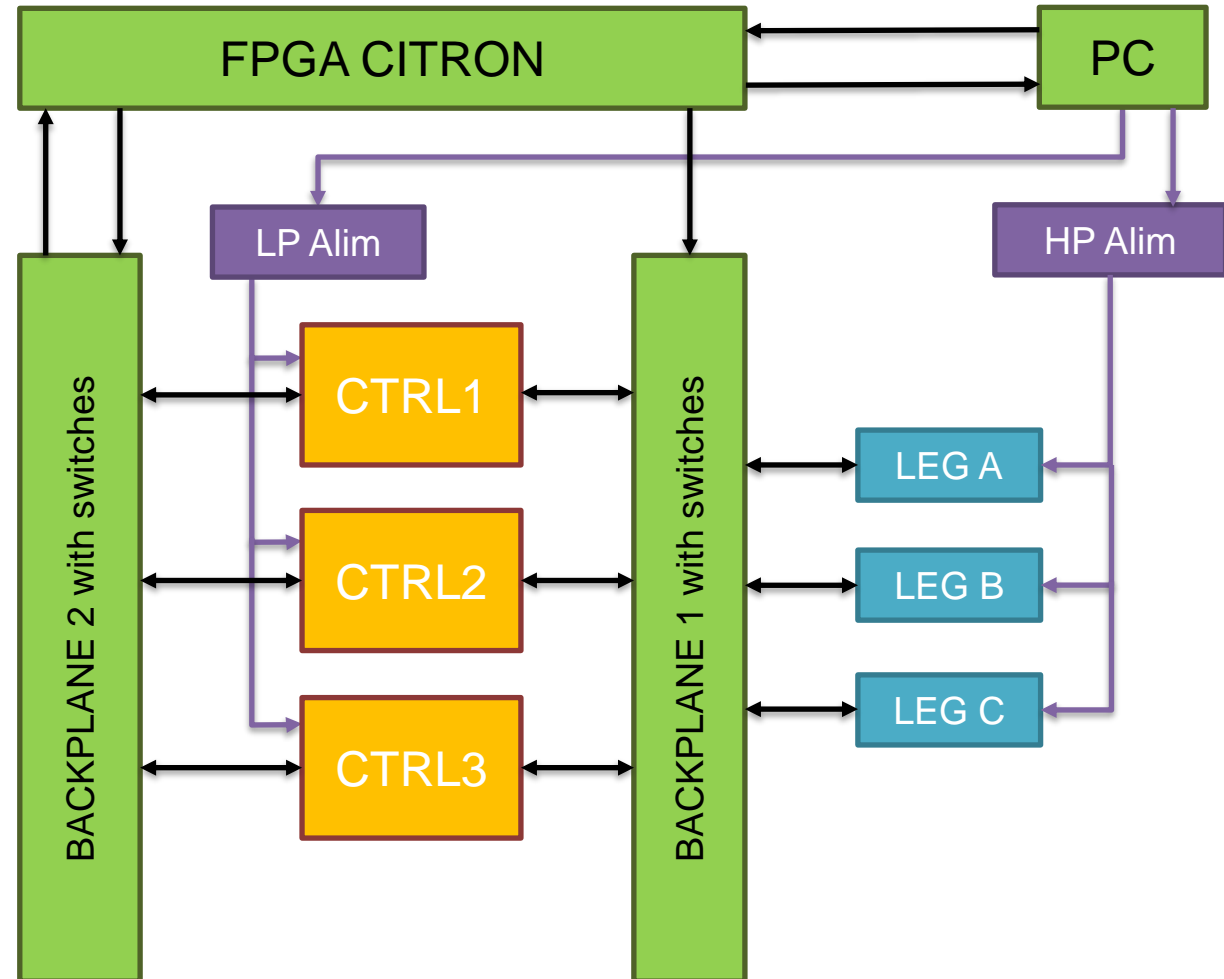 FPGA CITRON
PC
LP Alim
HP Alim
BACKPLANE 2 with switches
CTRL1
CTRL2
CTRL3
BACKPLANE 1 with switches
LEG A
LEG B
LEG C